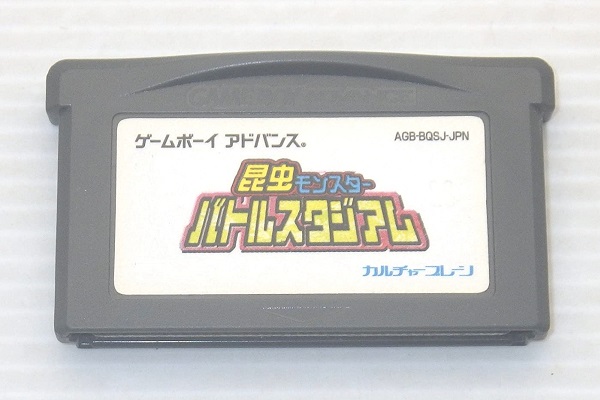 ゲームボーイ アドバンス®
AGB-BQSJ-JPN
昆虫モンスター
バトルスタジアム
カルチャーブレーン